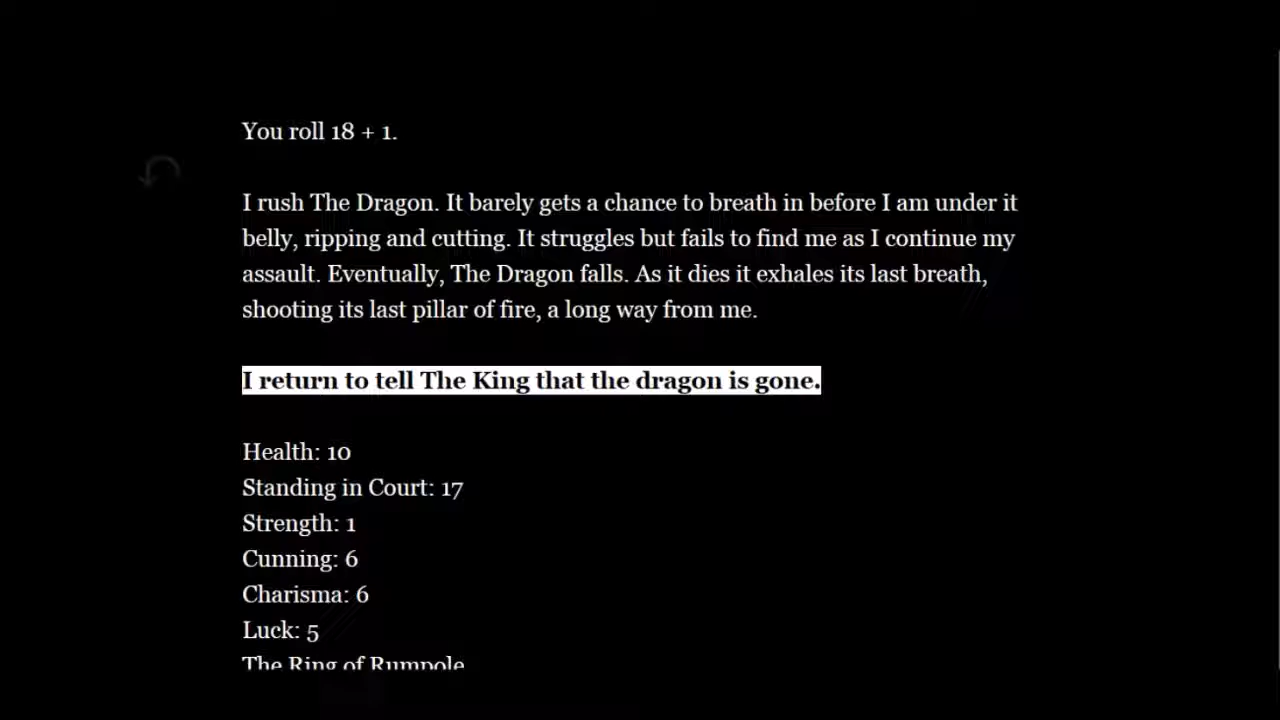 You roll 18 + 1.
I rush The Dragon. It barely gets a chance to breath in before I am under it
belly, ripping and cutting. It struggles but fails to find me as I continue my
assault. Eventually, The Dragon falls. As it dies it exhales its last breath,
shooting its last pillar of fire, a long way from me.
I return to tell The King that the dragon is gone.
Health: 10
Standing in Court: 17
Strength: 1
Cunning: 6
Charisma: 6
Luck: 5
The Ring of Rumpole